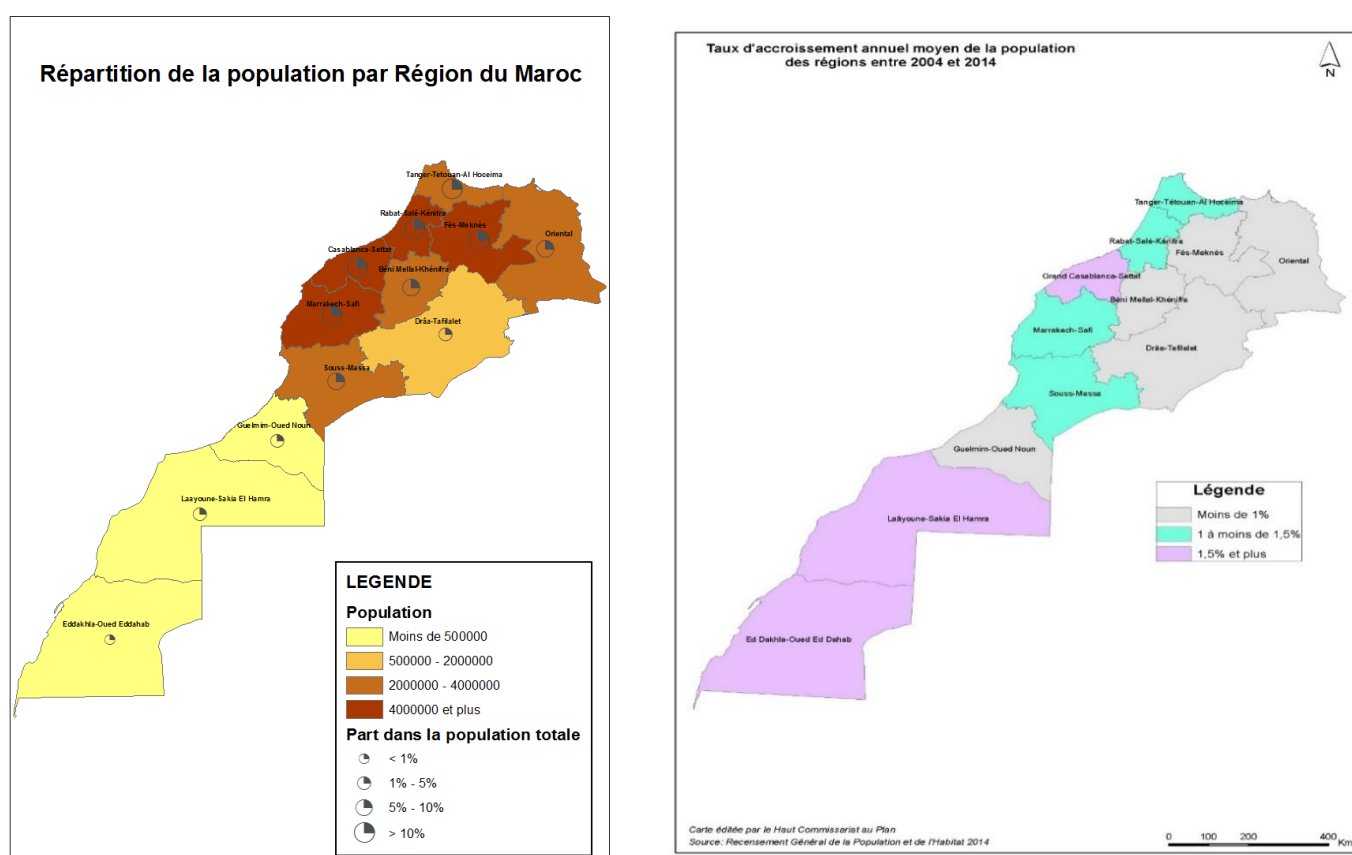 Répartition de la population par Région du Maroc
Tanger-Tetouan-Al Hoceima
Rabat-Salé-Kénitra
Fès-Meknès
Oriental
Casablanca-Settat
Béni Mellal-Khénifra
Marrakech-Safi
Drâa-Tafilalet
Souss-Massa
Guelmim-Oued Noun
Laayoune-Sakia El Hamra
Eddakhla-Oued Eddahab
LEGENDE
Population
Moins de 500000
500000 - 2000000
2000000 - 4000000
4000000 et plus
Part dans la population totale
< 1%
1% - 5%
5% - 10%
> 10%
Taux d'accroissement annuel moyen de la population
des régions entre 2004 et 2014
N
Tanger-Tétouan-Al Hoceima
Rabat-Salé-Kénitra
Fès-Meknès
Oriental
Grand Casablanca-Settat
Béni Mellal-Khénifra
Marrakech-Safi
Drâa-Tafilalet
Souss-Massa
Guelmim-Oued Noun
Laâyoune-Sakia El Hamra
Ed Dakhla-Oued Ed Dahab
Légende
Moins de 1%
1 à moins de 1,5%
1,5% et plus
Carte éditée par le Haut Commissariat au Plan
Source: Recensement Général de la Population et de l'Habitat 2014
0 100 200 400 Km